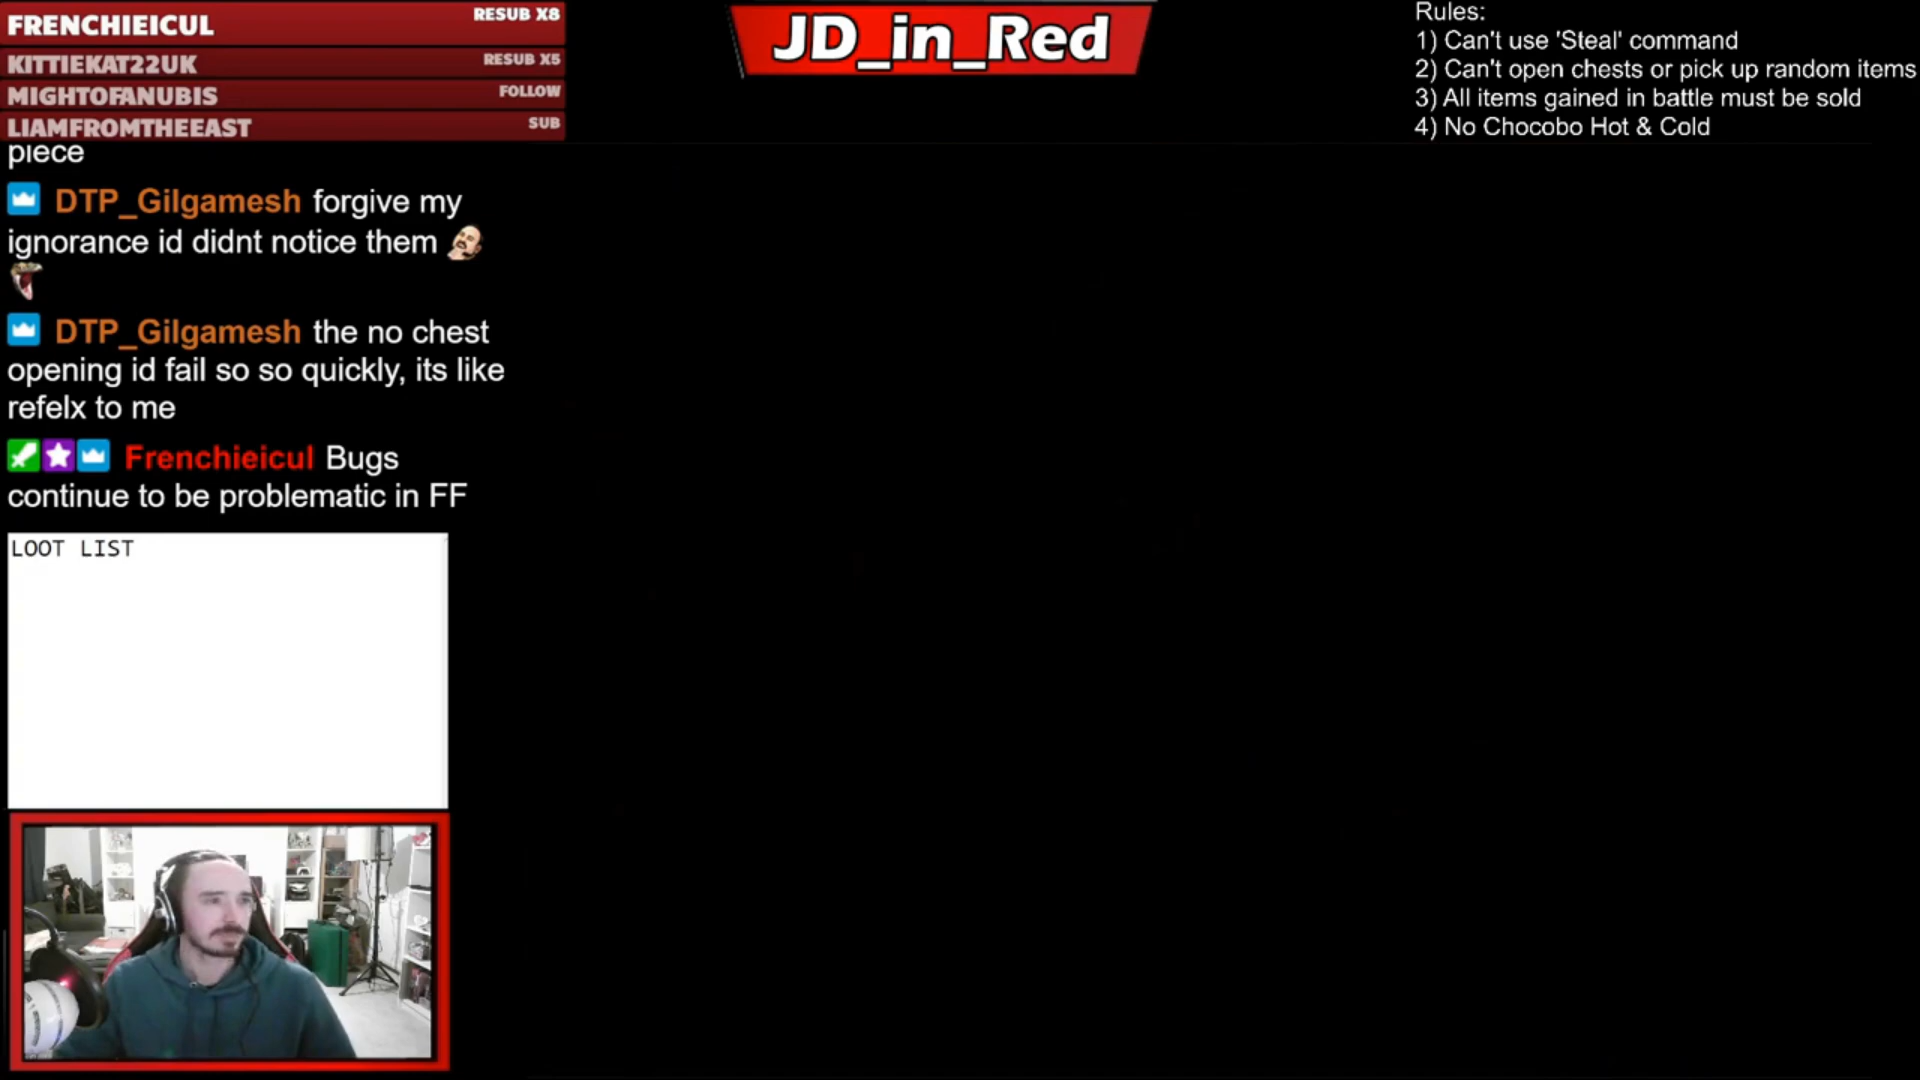 FRENCHIEICUL RESUB X8
KITTIEKAT22UK RESUB X5
MIGHTOFANUBIS FOLLOW
LIAMFROMTHEEAST SUB
JD_in_Red
Rules:
1) Can't use 'Steal' command
2) Can't open chests or pick up random items
3) All items gained in battle must be sold
4) No Chocobo Hot & Cold
piece
DTP_Gilgamesh forgive my
ignorance id didnt notice them
DTP_Gilgamesh the no chest
opening id fail so so quickly, its like
refelx to me
Frenchieicul Bugs
continue to be problematic in FF
LOOT LIST